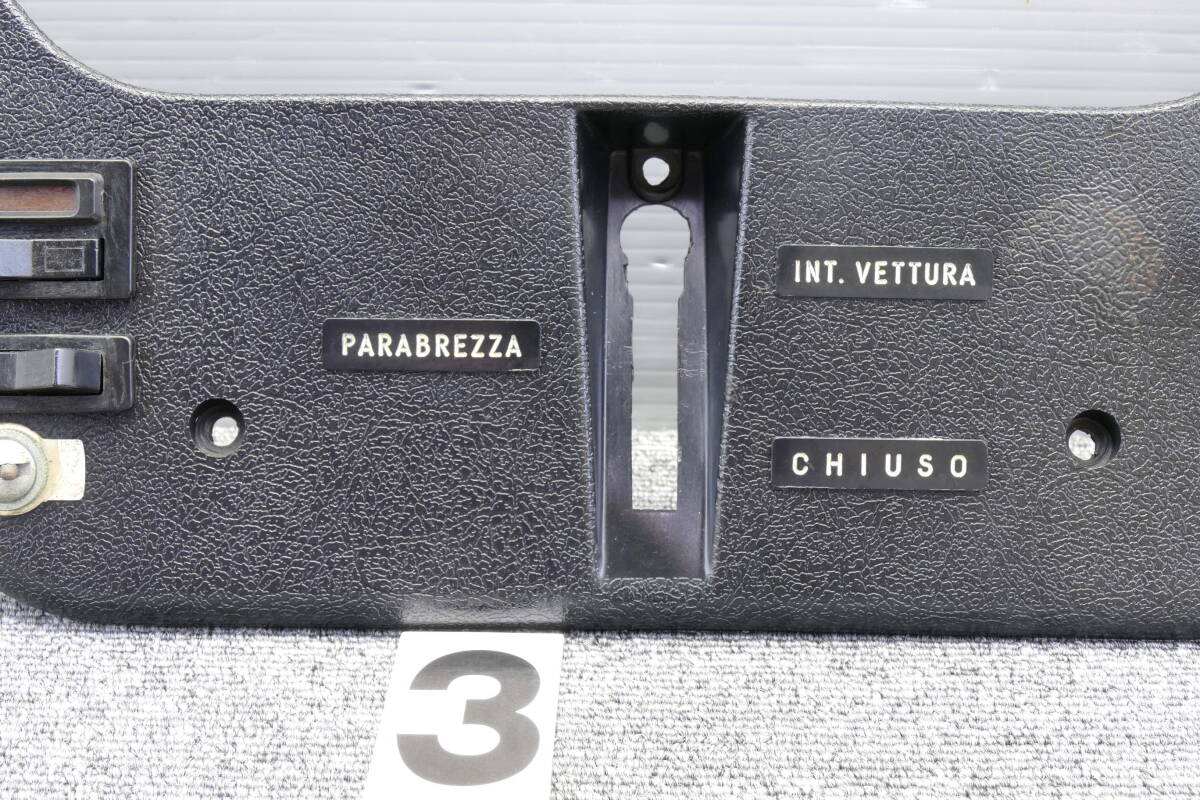 INT. VETTURA
PARABREZZA
CHIUSO
3